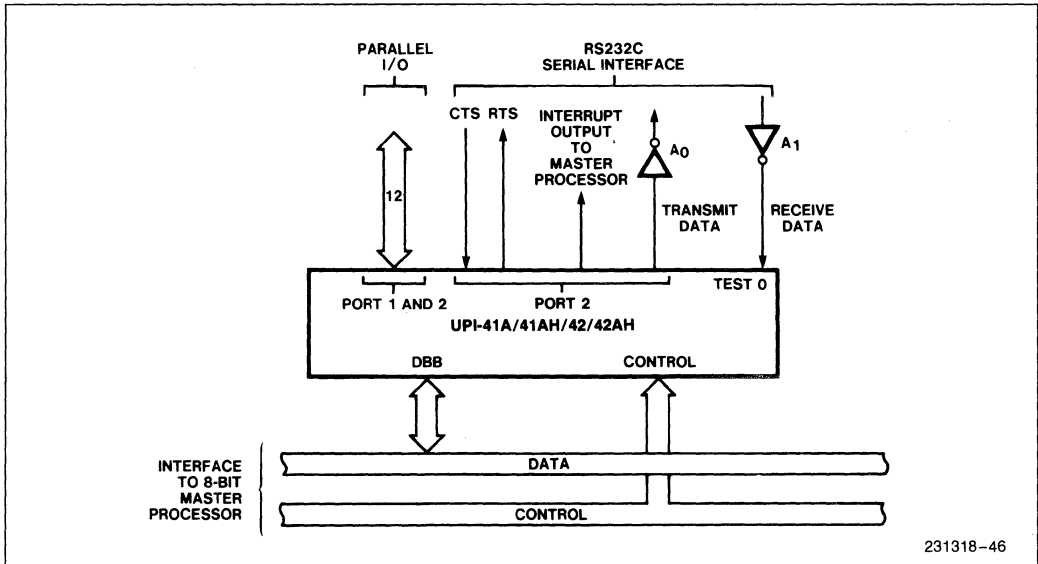 PARALLEL
I/O
RS232C
SERIAL INTERFACE
CTS RTS
INTERRUPT
OUTPUT
TO
MASTER
PROCESSOR
A0
A1
12
TRANSMIT
DATA
RECEIVE
DATA
TEST 0
PORT 1 AND 2
PORT 2
UPI-41A/41AH/42/42AH
DBB
CONTROL
INTERFACE
TO 8-BIT
MASTER
PROCESSOR
DATA
CONTROL
231318-46